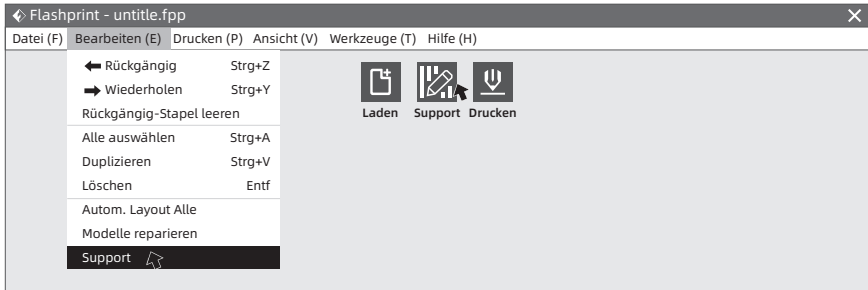 Flashprint - untitle.fpp
Datei (F) Bearbeiten (E) Drucken (P) Ansicht (V) Werkzeuge (T) Hilfe (H)
Rückgängig Strg+Z
Wiederholen Strg+Y
Rückgängig-Stapel leeren
Alle auswählen Strg+A
Duplizieren Strg+V
Löschen Entf
Autom. Layout Alle
Modelle reparieren
Support
Laden Support Drucken